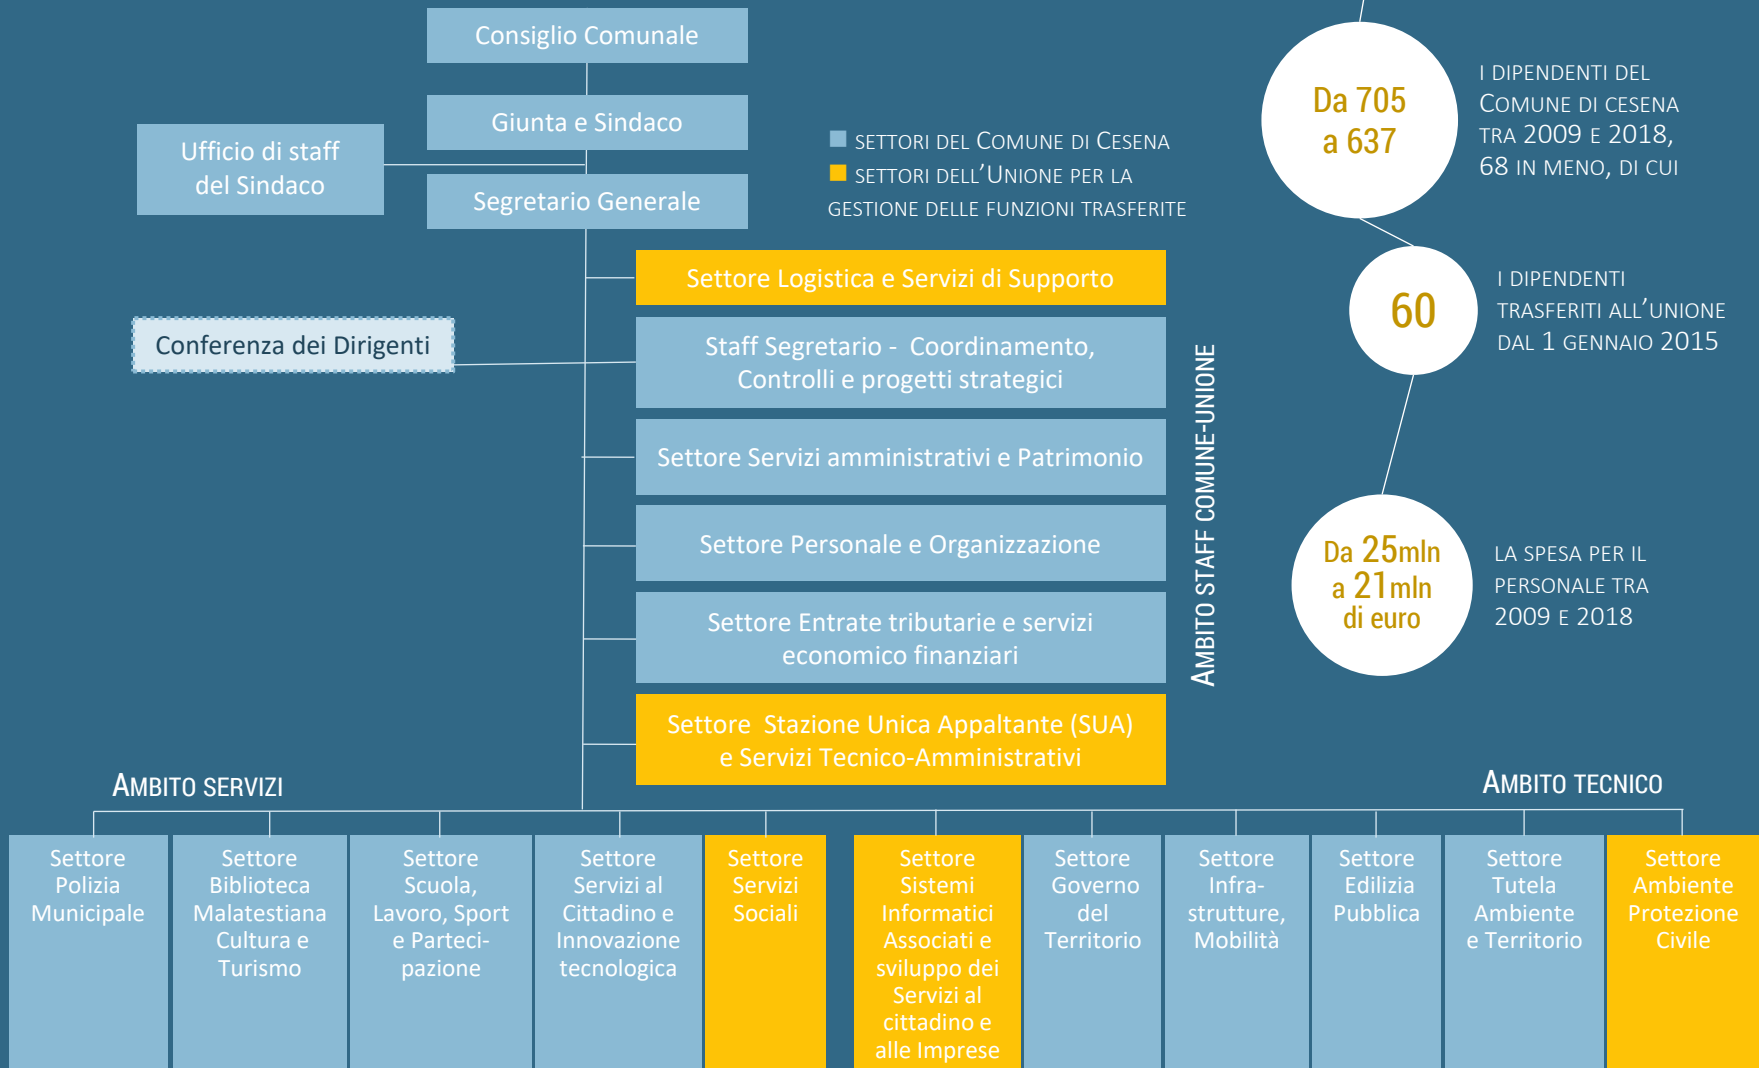 Consiglio Comunale
Giunta e Sindaco
Ufficio di staff
del Sindaco
Segretario Generale
SETTORI DEL COMUNE DI CESENA
SETTORI DELL'UNIONE PER LA
GESTIONE DELLE FUNZIONI TRASFERITE
Da 705
a 637
I DIPENDENTI DEL
COMUNE DI CESENA
TRA 2009 E 2018,
68 IN MENO, DI CUI
60
I DIPENDENTI
TRASFERITI ALL'UNIONE
DAL 1 GENNAIO 2015
Da 25mln
a 21mln
di euro
LA SPESA PER IL
PERSONALE TRA
2009 E 2018
Settore Logistica e Servizi di Supporto
Conferenza dei Dirigenti
Staff Segretario - Coordinamento,
Controlli e progetti strategici
Settore Servizi amministrativi e Patrimonio
Settore Personale e Organizzazione
Settore Entrate tributarie e servizi
economico finanziari
Settore Stazione Unica Appaltante (SUA)
e Servizi Tecnico-Amministrativi
AMBITO STAFF COMUNE-UNIONE
AMBITO SERVIZI
AMBITO TECNICO
Settore
Polizia
Municipale
Settore
Biblioteca
Malatestiana
Cultura e
Turismo
Settore
Scuola,
Lavoro, Sport
e Parteci-
pazione
Settore
Servizi al
Cittadino e
Innovazione
tecnologica
Settore
Servizi
Sociali
Settore
Sistemi
Informatici
Associati e
sviluppo dei
Servizi al
cittadino e
alle Imprese
Settore
Governo
del
Territorio
Settore
Infra-
strutture,
Mobilità
Settore
Edilizia
Pubblica
Settore
Tutela
Ambiente
e Territorio
Settore
Ambiente
Protezione
Civile